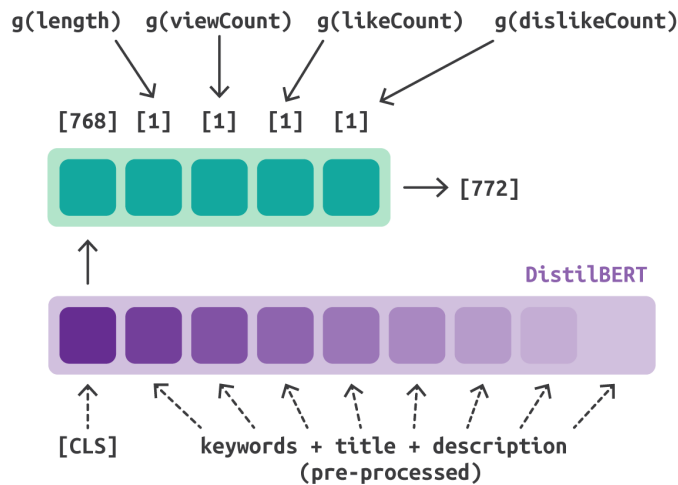 g(length) g(viewCount) g(likeCount) g(dislikeCount)
[768] [1] [1] [1] [1]
[772]
DistilBERT
[CLS] keywords + title + description
(pre-processed)